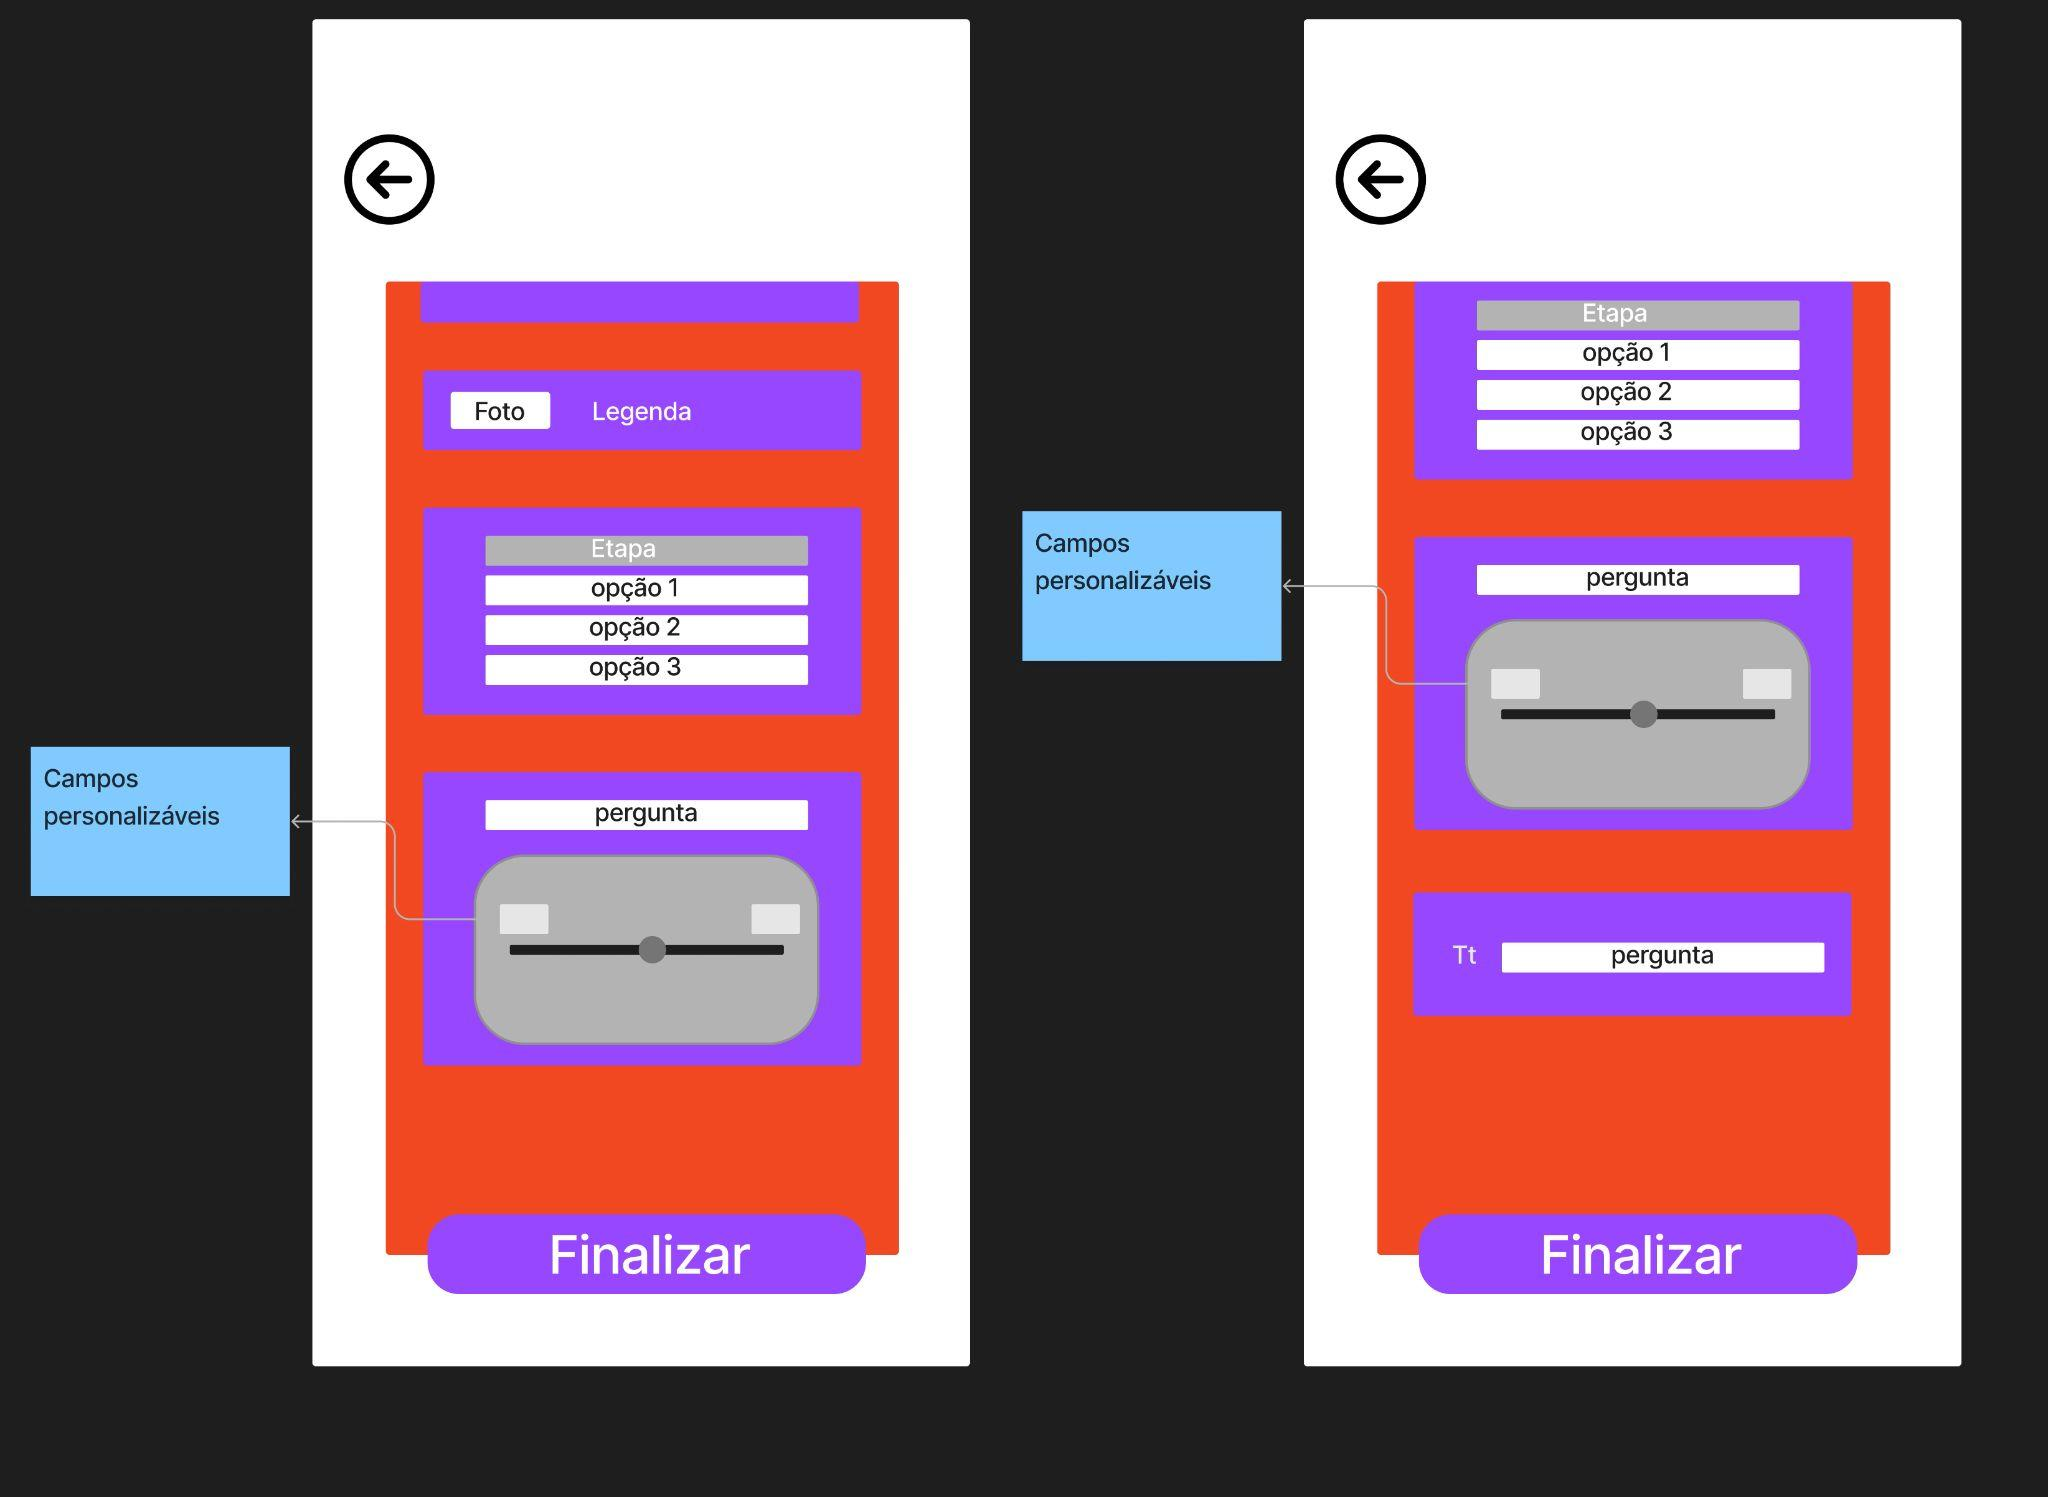 Foto
Legenda
Etapa
opção 1
opção 2
opção 3
Campos
personalizáveis
pergunta
Finalizar
Etapa
opção 1
opção 2
opção 3
Campos
personalizáveis
pergunta
Tt
pergunta
Finalizar